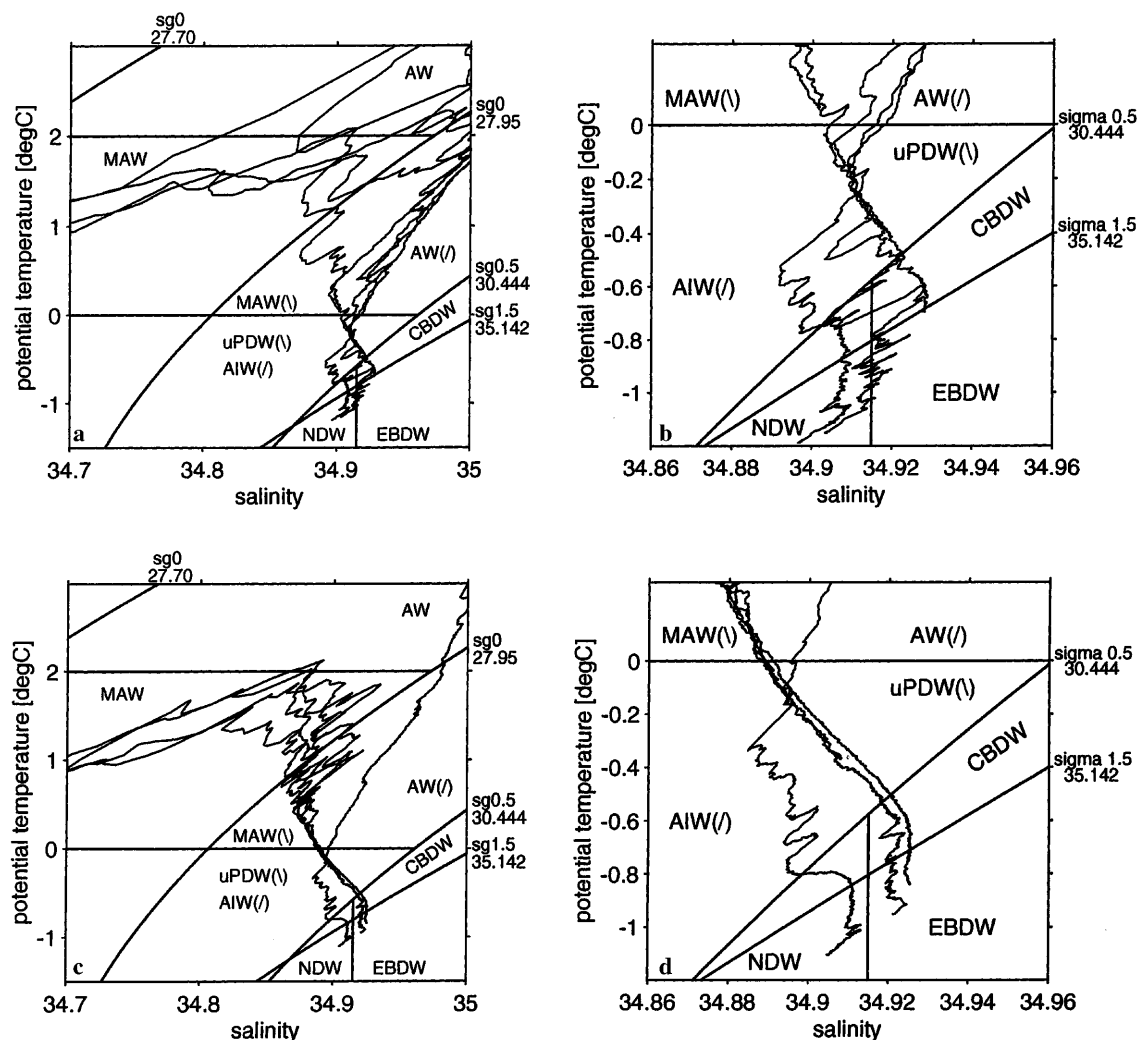 sg0
27.70
AW
sg0
27.95
MAW
AW(/)
sg0.5
30.444
MAW(\)
CBDW
sg1.5
35.142
uPDW(\)
AIW(/)
NDW
EBDW
a
2
1
0
-1
potential temperature [degC]
34.7
34.8
34.9
35
salinity
MAW(\)
AW(/)
sigma 0.5
30.444
uPDW(\)
CBDW
sigma 1.5
35.142
AIW(/)
EBDW
NDW
b
0
-0.2
-0.4
-0.6
-0.8
-1
potential temperature [degC]
34.86
34.88
34.9
34.92
34.94
34.96
salinity
sg0
27.70
AW
sg0
27.95
MAW
AW(/)
sg0.5
30.444
MAW(\)
CBDW
sg1.5
35.142
uPDW(\)
AIW(/)
NDW
EBDW
c
2
1
0
-1
potential temperature [degC]
34.7
34.8
34.9
35
salinity
MAW(\)
AW(/)
sigma 0.5
30.444
uPDW(\)
CBDW
sigma 1.5
35.142
AIW(/)
EBDW
NDW
d
0
-0.2
-0.4
-0.6
-0.8
-1
potential temperature [degC]
34.86
34.88
34.9
34.92
34.94
34.96
salinity